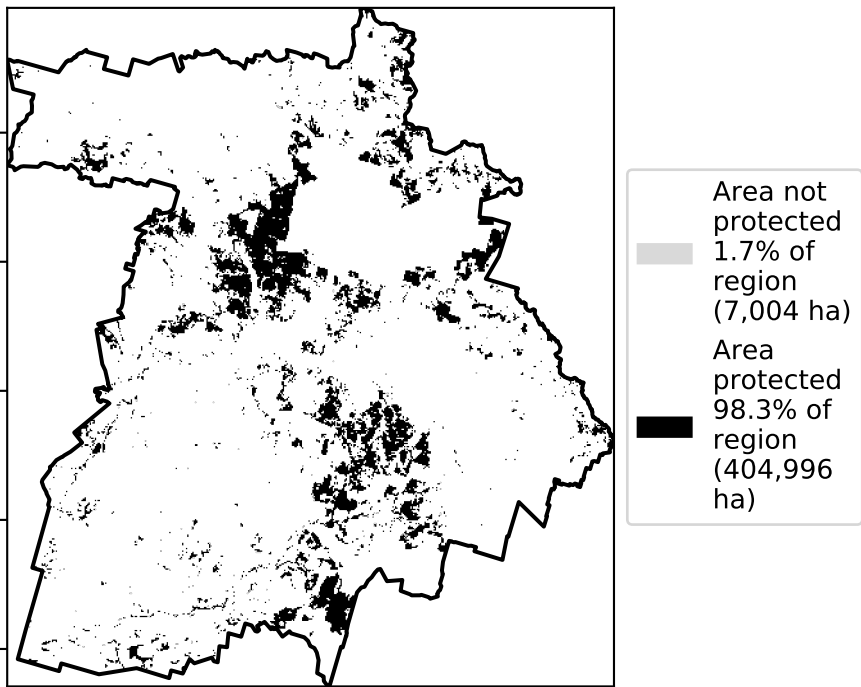 Area not
protected
1.7% of
region
(7,004 ha)
Area
protected
98.3% of
region
(404,996
ha)